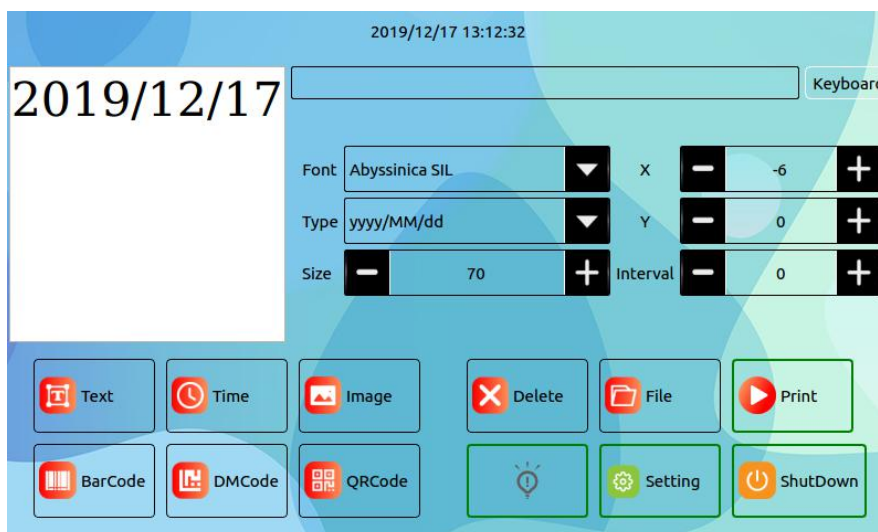 2019/12/17 13:12:32
2019/12/17
Keyboard
Font Abyssinica SIL X -6
Type yyyy/MM/dd Y 0
Size 70 Interval 0
Text Time Image Delete File Print
BarCode DMCode QRCode Setting ShutDown